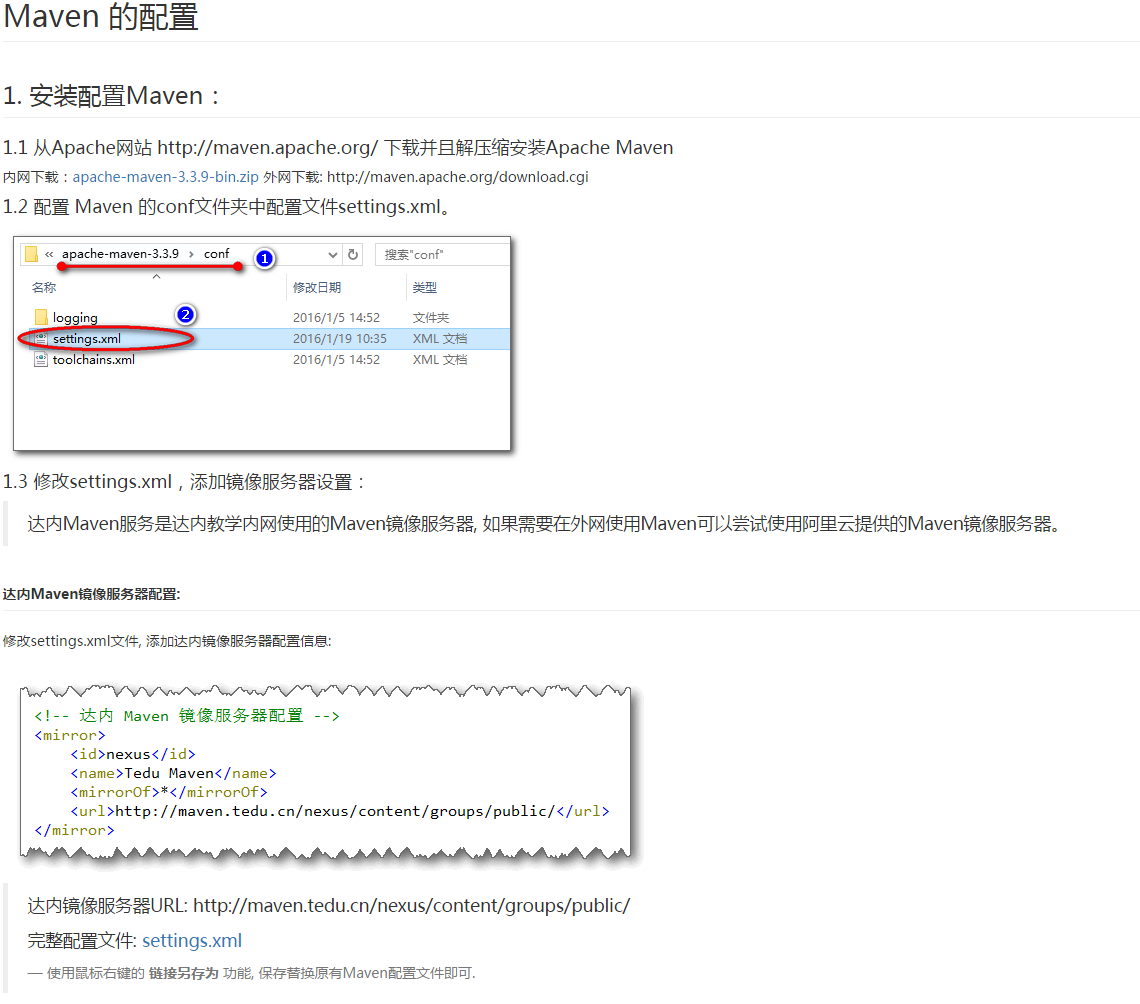 Maven 的配置
1. 安装配置Maven：
1.1 从Apache网站 http://maven.apache.org/ 下载并且解压缩安装Apache Maven
内网下载：apache-maven-3.3.9-bin.zip 外网下载: http://maven.apache.org/download.cgi
1.2 配置 Maven 的conf文件夹中配置文件settings.xml。
« apache-maven-3.3.9 › conf 1 搜索"conf"
名称 修改日期 类型
logging 2 2016/1/5 14:52 文件夹
settings.xml 2016/1/19 10:35 XML 文档
toolchains.xml 2016/1/5 14:52 XML 文档
1.3 修改settings.xml，添加镜像服务器设置：
达内Maven服务是达内教学内网使用的Maven镜像服务器, 如果需要在外网使用Maven可以尝试使用阿里云提供的Maven镜像服务器。
达内Maven镜像服务器配置:
修改settings.xml文件, 添加达内镜像服务器配置信息:
<!-- 达内 Maven 镜像服务器配置 -->
<mirror>
<id>nexus</id>
<name>Tedu Maven</name>
<mirrorOf>*</mirrorOf>
<url>http://maven.tedu.cn/nexus/content/groups/public/</url>
</mirror>
达内镜像服务器URL: http://maven.tedu.cn/nexus/content/groups/public/
完整配置文件: settings.xml
— 使用鼠标右键的 链接另存为 功能, 保存替换原有Maven配置文件即可.